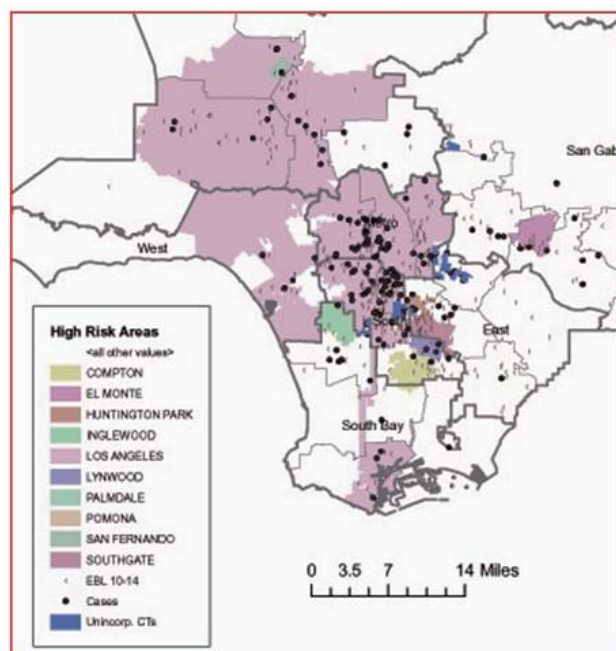 San Gab
Metro
West
East
South Bay
High Risk Areas
<all other values>
COMPTON
EL MONTE
HUNTINGTON PARK
INGLEWOOD
LOS ANGELES
LYNWOOD
PALMDALE
POMONA
SAN FERNANDO
SOUTHGATE
EBL 10-14
Cases
Unincorp. CTs
0 3.5 7 14 Miles